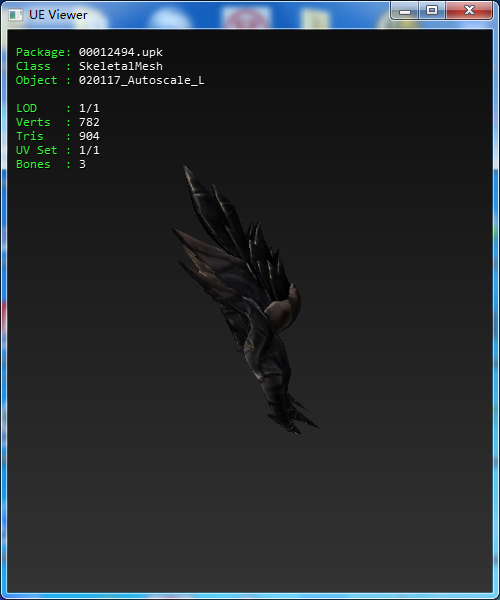 UE Viewer
Package: 00012494.upk
Class : SkeletalMesh
Object : 020117_Autoscale_L
LOD : 1/1
Verts : 782
Tris : 904
UV Set : 1/1
Bones : 3